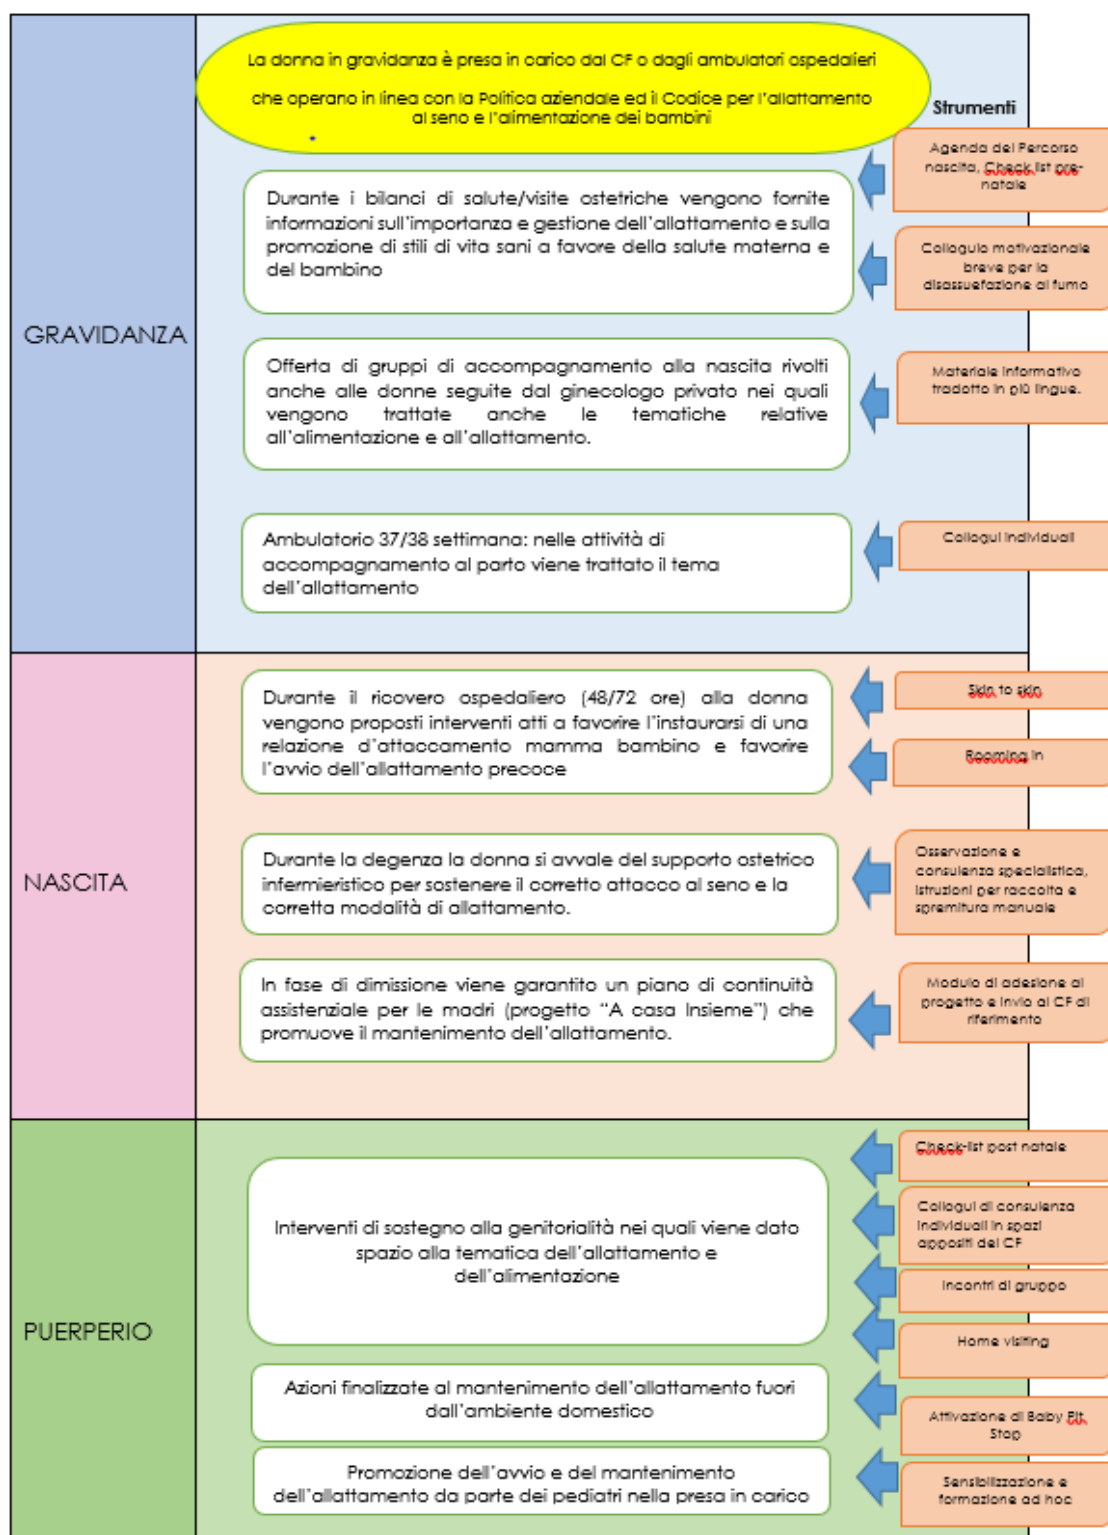 La donna in gravidanza è presa in carico dal CF o dagli ambulatori ospedalieri
che operano in linea con la Politica aziendale ed il Codice per l'allattamento
al seno e l'alimentazione dei bambini
Strumenti
GRAVIDANZA
Durante i bilanci di salute/visite ostetriche vengono fornite
informazioni sull'importanza e gestione dell'allattamento e sulla
promozione di stili di vita sani a favore della salute materna e
del bambino
Agenda del Percorso
nascita, Check list pre-
natale
Colloquio motivazionale
breve per la
disassuefazione al fumo
Offerta di gruppi di accompagnamento alla nascita rivolti
anche alle donne seguite dal ginecologo privato nei quali
vengono trattate anche le tematiche relative
all'alimentazione e all'allattamento.
Materiale informativo
tradotto in più lingue.
Ambulatorio 37/38 settimana: nelle attività di
accompagnamento al parto viene trattato il tema
dell'allattamento
Colloqui individuali
NASCITA
Durante il ricovero ospedaliero (48/72 ore) alla donna
vengono proposti interventi atti a favorire l'instaurarsi di una
relazione d'attaccamento mamma bambino e favorire
l'avvio dell'allattamento precoce
Skin to skin
Rooming in
Durante la degenza la donna si avvale del supporto ostetrico
infermieristico per sostenere il corretto attacco al seno e la
corretta modalità di allattamento.
Osservazione e
consulenza specialistica,
istruzioni per raccolta e
spremitura manuale
In fase di dimissione viene garantito un piano di continuità
assistenziale per le madri (progetto "A casa Insieme") che
promuove il mantenimento dell'allattamento.
Modulo di adesione al
progetto e invio al CF di
riferimento
PUERPERIO
Interventi di sostegno alla genitorialità nei quali viene dato
spazio alla tematica dell'allattamento e
dell'alimentazione
Check-list post natale
Colloqui di consulenza
individuali in spazi
appositi del CF
Incontri di gruppo
Home visiting
Azioni finalizzate al mantenimento dell'allattamento fuori
dall'ambiente domestico
Attivazione di Baby Pit
Stop
Promozione dell'avvio e del mantenimento
dell'allattamento da parte dei pediatri nella presa in carico
Sensibilizzazione e
formazione ad hoc